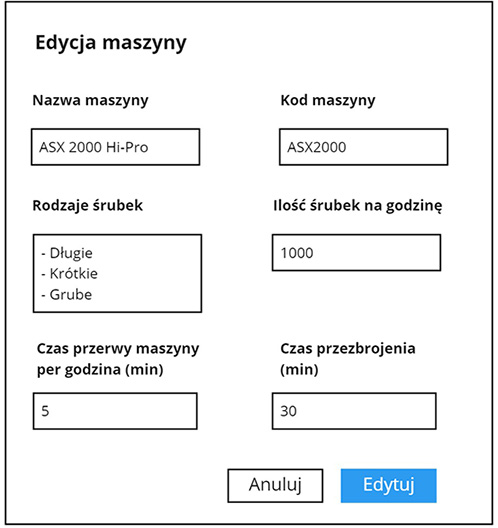 Edycja maszyny
Nazwa maszyny
Kod maszyny
ASX 2000 Hi-Pro
ASX2000
Rodzaje śrubek
Ilość śrubek na godzinę
- Długie
- Krótkie
- Grube
1000
Czas przerwy maszyny
per godzina (min)
Czas przezbrojenia
(min)
5
30
Anuluj
Edytuj